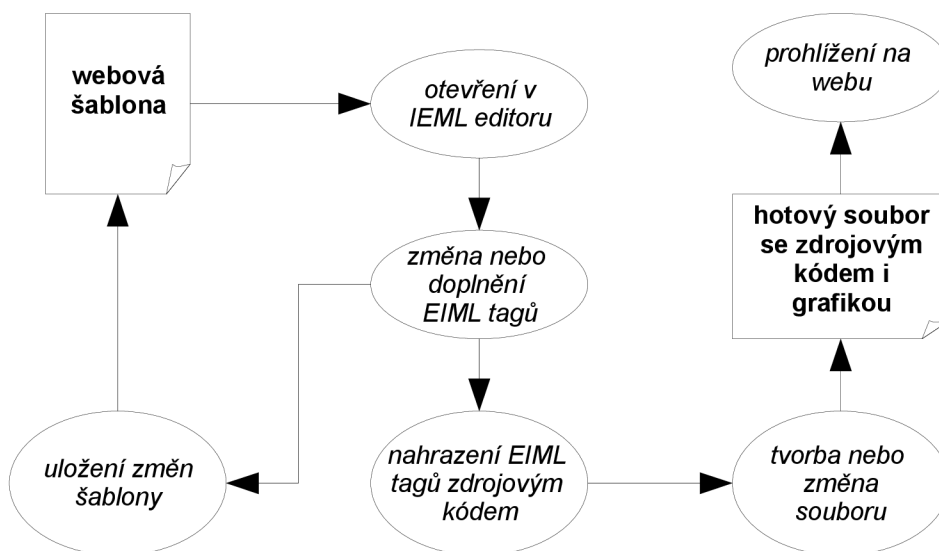 webová
šablona
otevření v
IEML editoru
změna nebo
doplnění
EIML tagů
uložení změn
šablony
nahrazení EIML
tagů zdrojovým
kódem
tvorba nebo
změna
souboru
hotový soubor
se zdrojovým
kódem i
grafikou
prohlížení na
webu